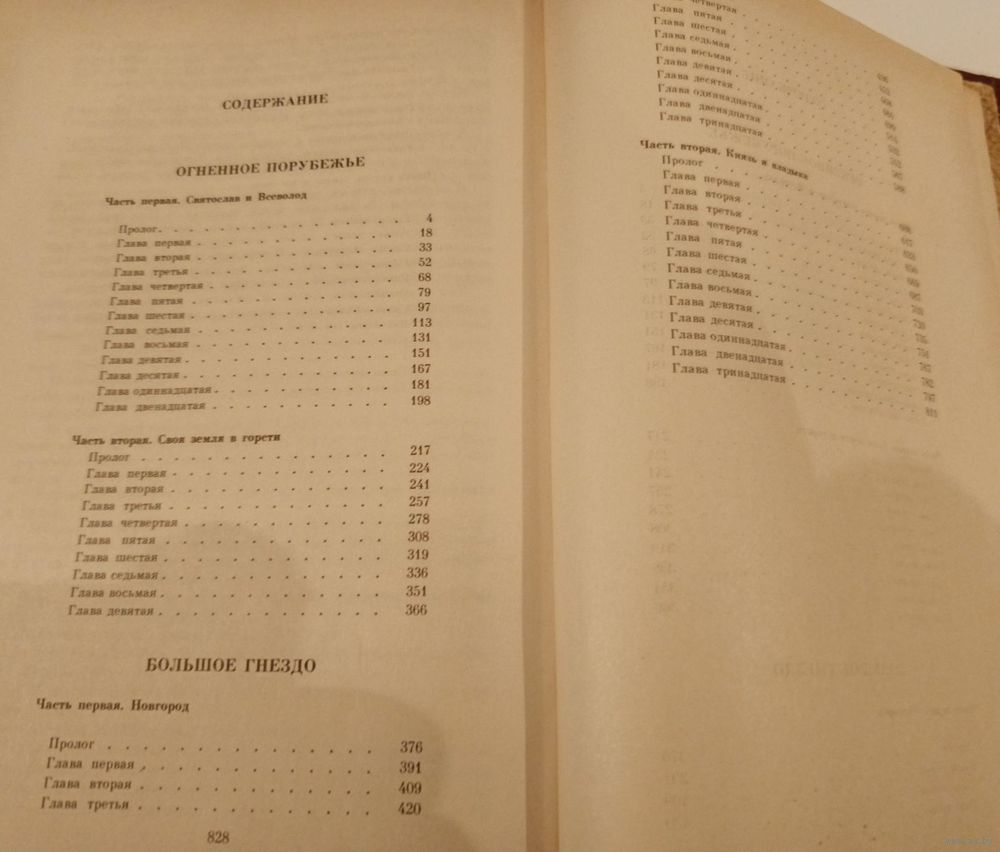 СОДЕРЖАНИЕ
ОГНЕННОЕ ПОРУБЕЖЬЕ
Часть первая. Святослав и Всеволод
Пролог . . . . . . . . . . . . . . 4
Глава первая . . . . . . . . . . . . 18
Глава вторая . . . . . . . . . . . . 33
Глава третья . . . . . . . . . . . . 52
Глава четвертая . . . . . . . . . . . 68
Глава пятая . . . . . . . . . . . . 79
Глава шестая . . . . . . . . . . . . 97
Глава седьмая . . . . . . . . . . . . 113
Глава восьмая . . . . . . . . . . . . 131
Глава девятая . . . . . . . . . . . . 151
Глава десятая . . . . . . . . . . . . 167
Глава одиннадцатая . . . . . . . . . . 181
Глава двенадцатая . . . . . . . . . . 198
Часть вторая. Своя земля в горсти
Пролог . . . . . . . . . . . . . . 217
Глава первая . . . . . . . . . . . . 224
Глава вторая . . . . . . . . . . . . 241
Глава третья . . . . . . . . . . . . 257
Глава четвертая . . . . . . . . . . . 278
Глава пятая . . . . . . . . . . . . 308
Глава шестая . . . . . . . . . . . . 319
Глава седьмая . . . . . . . . . . . . 336
Глава восьмая . . . . . . . . . . . . 351
Глава девятая . . . . . . . . . . . . 366
БОЛЬШОЕ ГНЕЗДО
Часть первая. Новгород
Пролог . . . . . . . . . . . . . . 376
Глава первая . . . . . . . . . . . . 391
Глава вторая . . . . . . . . . . . . 409
Глава третья . . . . . . . . . . . . 420
828
четвертая
Глава пятая
Глава шестая
Глава седьмая
Глава восьмая
Глава девятая
Глава десятая
Глава одиннадцатая
Глава двенадцатая
Глава тринадцатая
Часть вторая. Князь и владыка
Пролог
Глава первая
Глава вторая
Глава третья
Глава четвертая
Глава пятая
Глава шестая
Глава седьмая
Глава восьмая
Глава девятая
Глава десятая
Глава одиннадцатая . . . . . . . . . . 782
Глава двенадцатая . . . . . . . . . . 797
Глава тринадцатая . . . . . . . . . . 811